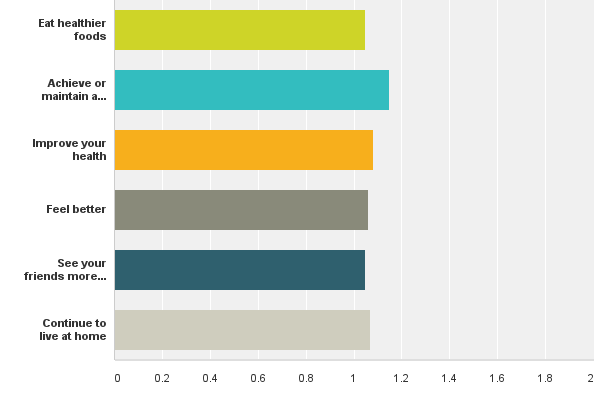 Eat healthier
foods
Achieve or
maintain a...
Improve your
health
Feel better
See your
friends more...
Continue to
live at home
0 0.2 0.4 0.6 0.8 1 1.2 1.4 1.6 1.8 2